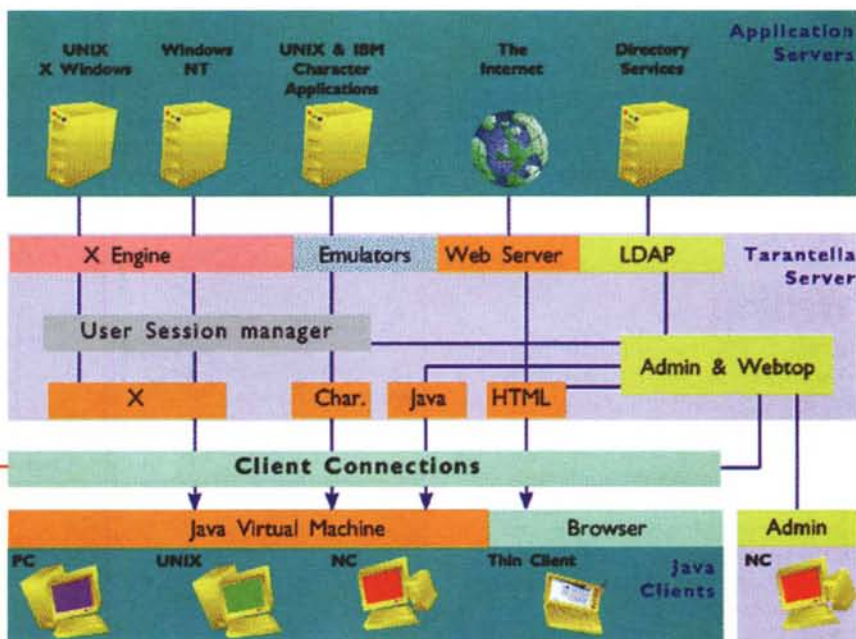 UNIX
X Windows
Windows
NT
UNIX & IBM
Character
Applications
The
Internet
Directory
Services
Application
Servers
X Engine
Emulators
Web Server
LDAP
Tarantella
Server
User Session manager
Admin & Webtop
X
Char.
Java
HTML
Client Connections
Java Virtual Machine
Browser
Admin
PC
UNIX
NC
Thin Client
Java
Clients
NC